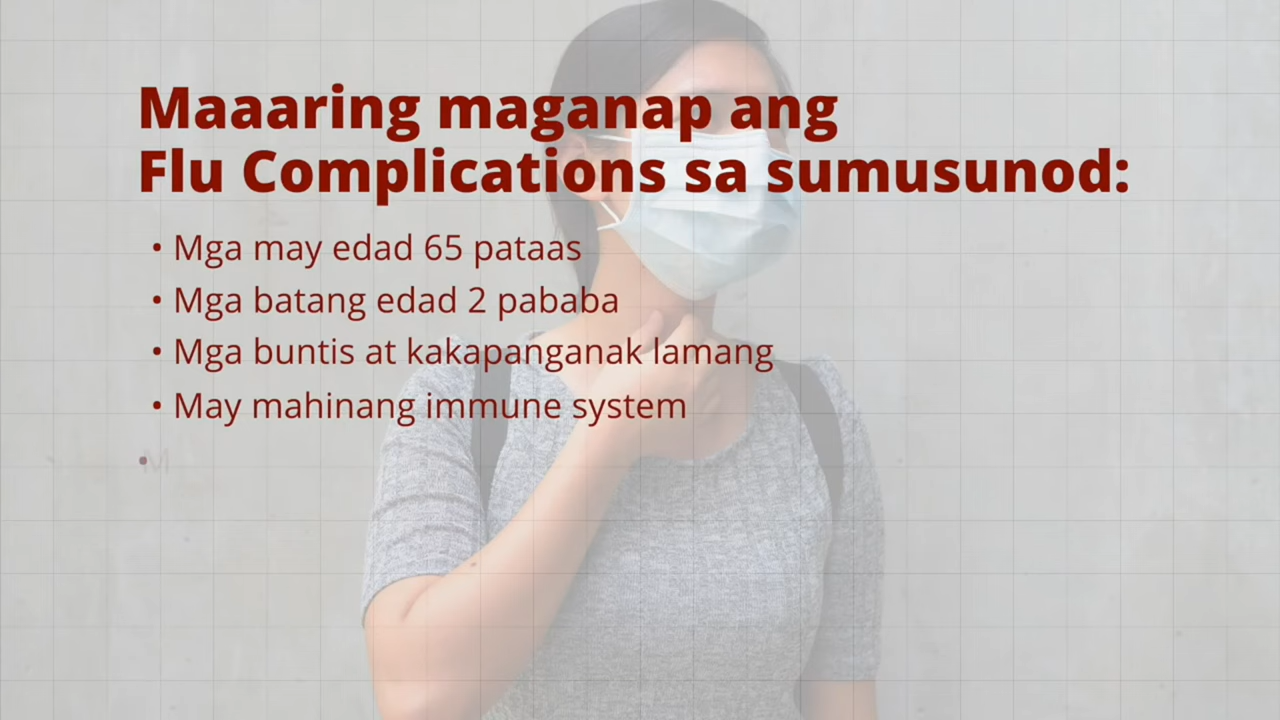 Maaaring maganap ang
Flu Complications sa sumusunod:
• Mga may edad 65 pataas
• Mga batang edad 2 pababa
• Mga buntis at kakapanganak lamang
• May mahinang immune system
• M